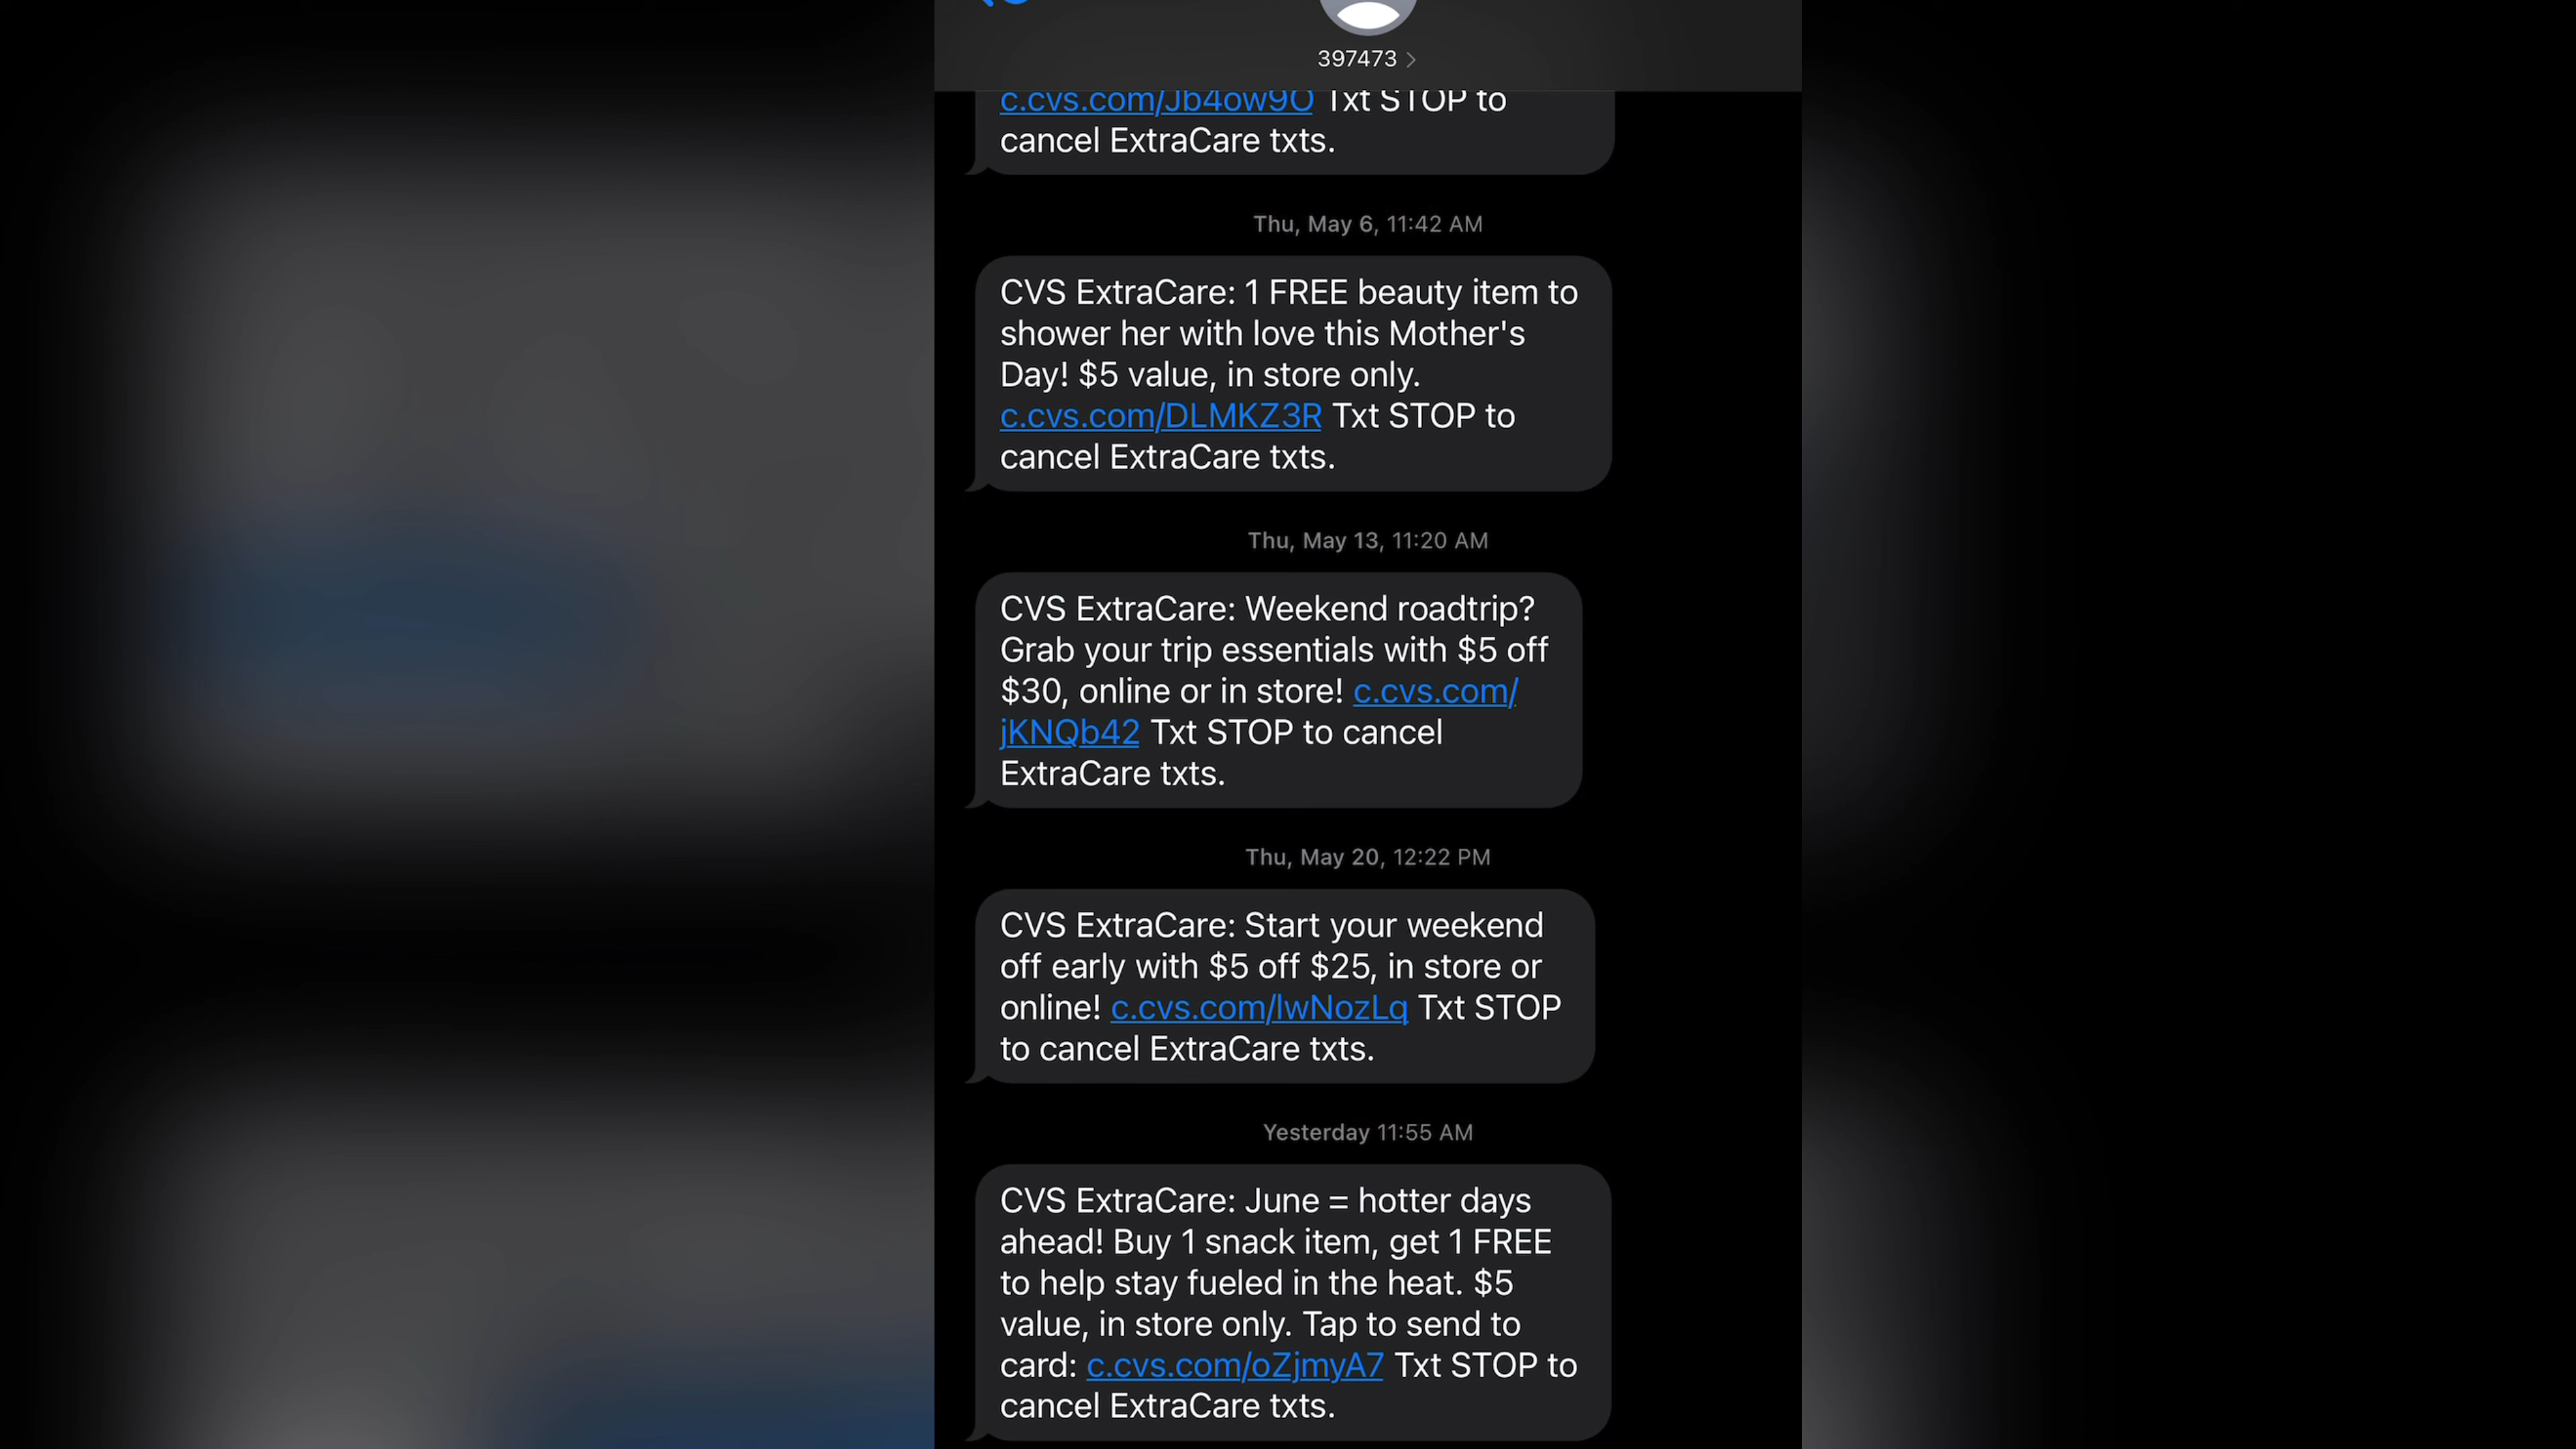 397473
c.cvs.com/Jb4ow9O Txt STOP to
cancel ExtraCare txts.
Thu, May 6, 11:42 AM
CVS ExtraCare: 1 FREE beauty item to
shower her with love this Mother's
Day! $5 value, in store only.
c.cvs.com/DLMKZ3R Txt STOP to
cancel ExtraCare txts.
Thu, May 13, 11:20 AM
CVS ExtraCare: Weekend roadtrip?
Grab your trip essentials with $5 off
$30, online or in store! c.cvs.com/
jKNQb42 Txt STOP to cancel
ExtraCare txts.
Thu, May 20, 12:22 PM
CVS ExtraCare: Start your weekend
off early with $5 off $25, in store or
online! c.cvs.com/lwNozLq Txt STOP
to cancel ExtraCare txts.
Yesterday 11:55 AM
CVS ExtraCare: June = hotter days
ahead! Buy 1 snack item, get 1 FREE
to help stay fueled in the heat. $5
value, in store only. Tap to send to
card: c.cvs.com/oZjmyA7 Txt STOP to
cancel ExtraCare txts.